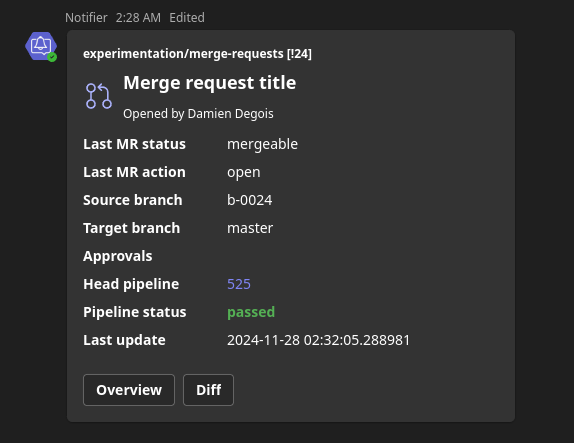 Notifier 2:28 AM Edited
experimentation/merge-requests [!24]
Merge request title
Opened by Damien Degois
Last MR status mergeable
Last MR action open
Source branch b-0024
Target branch master
Approvals
Head pipeline 525
Pipeline status passed
Last update 2024-11-28 02:32:05.288981
Overview Diff